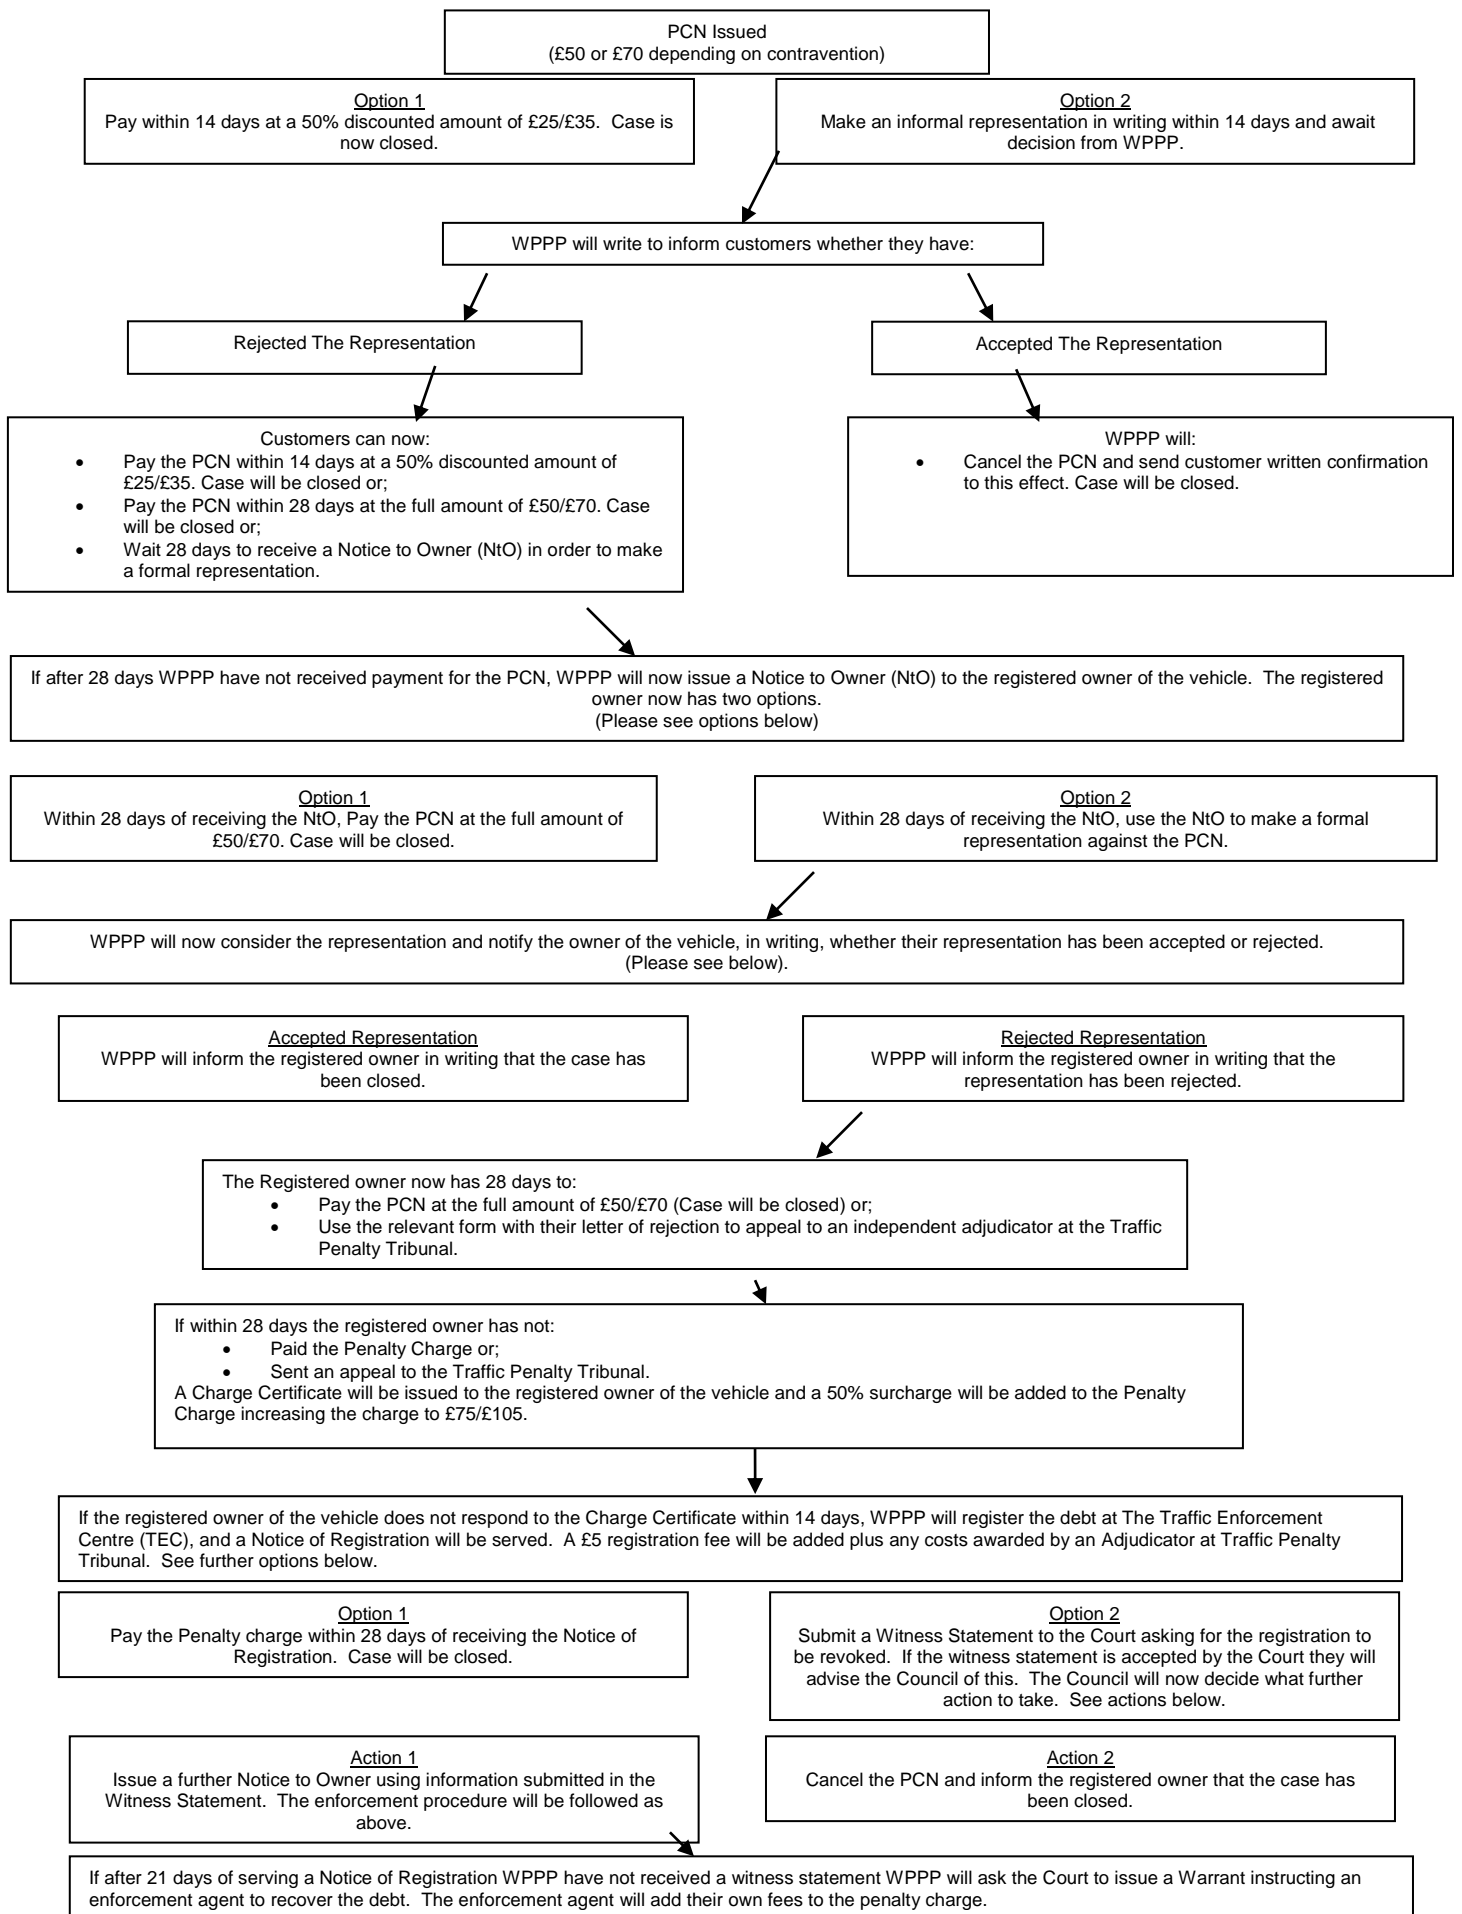 PCN Issued
(£50 or £70 depending on contravention)
Option 1
Pay within 14 days at a 50% discounted amount of £25/£35.  Case is
now closed.
Option 2
Make an informal representation in writing within 14 days and await
decision from WPPP.
WPPP will write to inform customers whether they have:
Rejected The Representation
Accepted The Representation
Customers can now:
• Pay the PCN within 14 days at a 50% discounted amount of
£25/£35. Case will be closed or;
• Pay the PCN within 28 days at the full amount of £50/£70. Case
will be closed or;
• Wait 28 days to receive a Notice to Owner (NtO) in order to make
a formal representation.
WPPP will:
• Cancel the PCN and send customer written confirmation
to this effect. Case will be closed.
If after 28 days WPPP have not received payment for the PCN, WPPP will now issue a Notice to Owner (NtO) to the registered owner of the vehicle.  The registered
owner now has two options.
(Please see options below)
Option 1
Within 28 days of receiving the NtO, Pay the PCN at the full amount of
£50/£70. Case will be closed.
Option 2
Within 28 days of receiving the NtO, use the NtO to make a formal
representation against the PCN.
WPPP will now consider the representation and notify the owner of the vehicle, in writing, whether their representation has been accepted or rejected.
(Please see below).
Accepted Representation
WPPP will inform the registered owner in writing that the case has
been closed.
Rejected Representation
WPPP will inform the registered owner in writing that the
representation has been rejected.
The Registered owner now has 28 days to:
• Pay the PCN at the full amount of £50/£70 (Case will be closed) or;
• Use the relevant form with their letter of rejection to appeal to an independent adjudicator at the Traffic
Penalty Tribunal.
If within 28 days the registered owner has not:
• Paid the Penalty Charge or;
• Sent an appeal to the Traffic Penalty Tribunal.
A Charge Certificate will be issued to the registered owner of the vehicle and a 50% surcharge will be added to the Penalty
Charge increasing the charge to £75/£105.
If the registered owner of the vehicle does not respond to the Charge Certificate within 14 days, WPPP will register the debt at The Traffic Enforcement
Centre (TEC), and a Notice of Registration will be served.  A £5 registration fee will be added plus any costs awarded by an Adjudicator at Traffic Penalty
Tribunal.  See further options below.
Option 1
Pay the Penalty charge within 28 days of receiving the Notice of
Registration.  Case will be closed.
Option 2
Submit a Witness Statement to the Court asking for the registration to
be revoked.  If the witness statement is accepted by the Court they will
advise the Council of this.  The Council will now decide what further
action to take.  See actions below.
Action 1
Issue a further Notice to Owner using information submitted in the
Witness Statement.  The enforcement procedure will be followed as
above.
Action 2
Cancel the PCN and inform the registered owner that the case has
been closed.
If after 21 days of serving a Notice of Registration WPPP have not received a witness statement WPPP will ask the Court to issue a Warrant instructing an
enforcement agent to recover the debt.  The enforcement agent will add their own fees to the penalty charge.